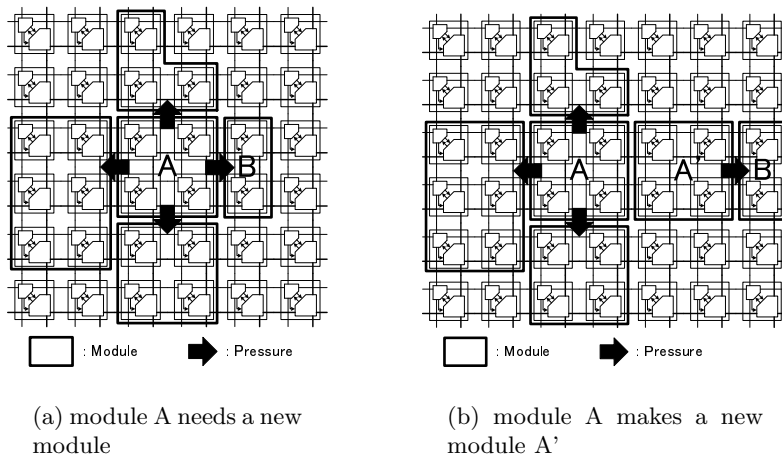 A
B
A
A'
B
: Module
: Pressure
: Module
: Pressure
(a) module A needs a new
module
(b) module A makes a new
module A’